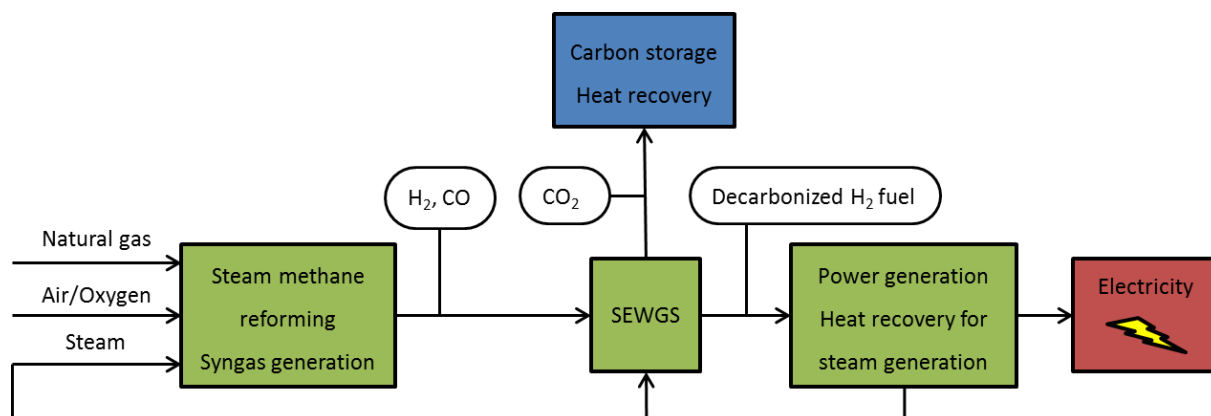 Carbon storage
Heat recovery
H₂, CO
CO₂
Decarbonized H₂ fuel
Natural gas
Air/Oxygen
Steam
Steam methane
reforming
Syngas generation
SEWGS
Power generation
Heat recovery for
steam generation
Electricity